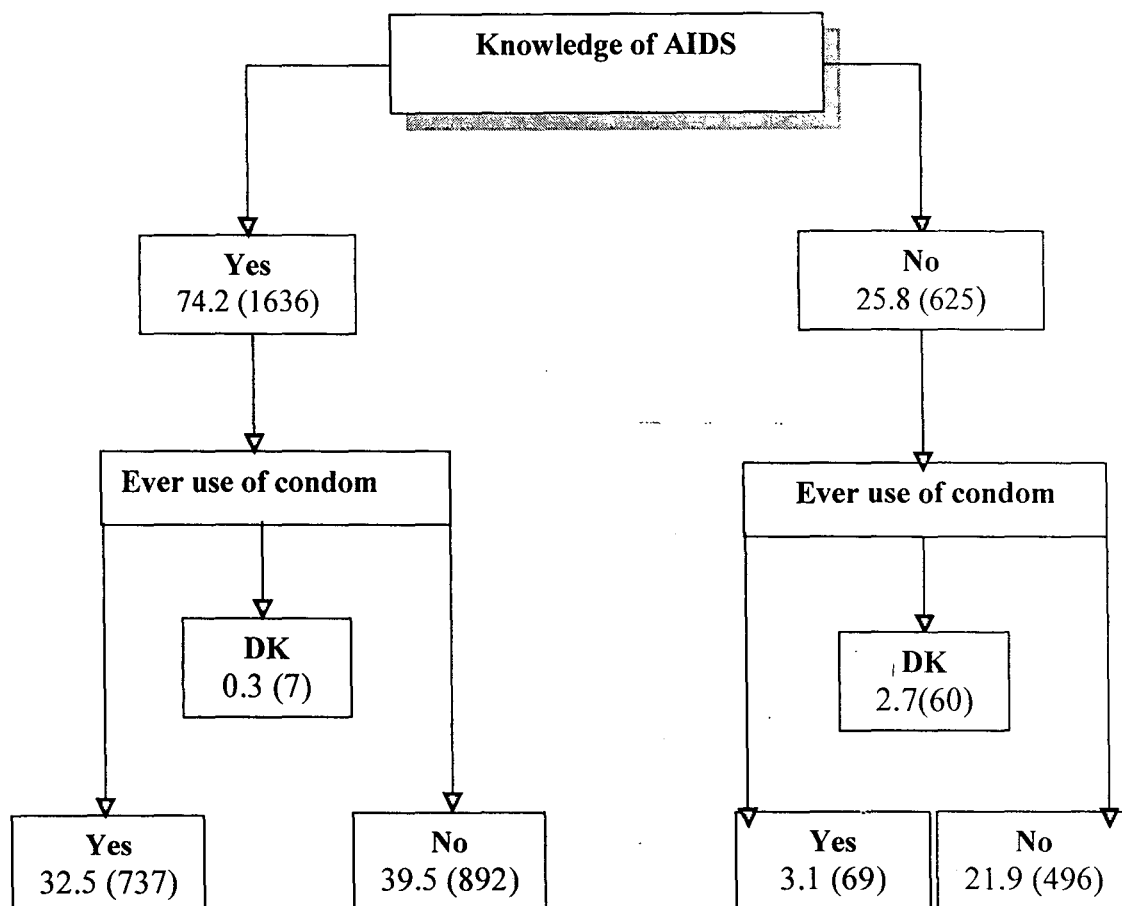 Knowledge of AIDS
Yes
74.2 (1636)
No
25.8 (625)
Ever use of condom
Ever use of condom
DK
0.3 (7)
DK
2.7(60)
Yes
32.5 (737)
No
39.5 (892)
Yes
3.1 (69)
No
21.9 (496)